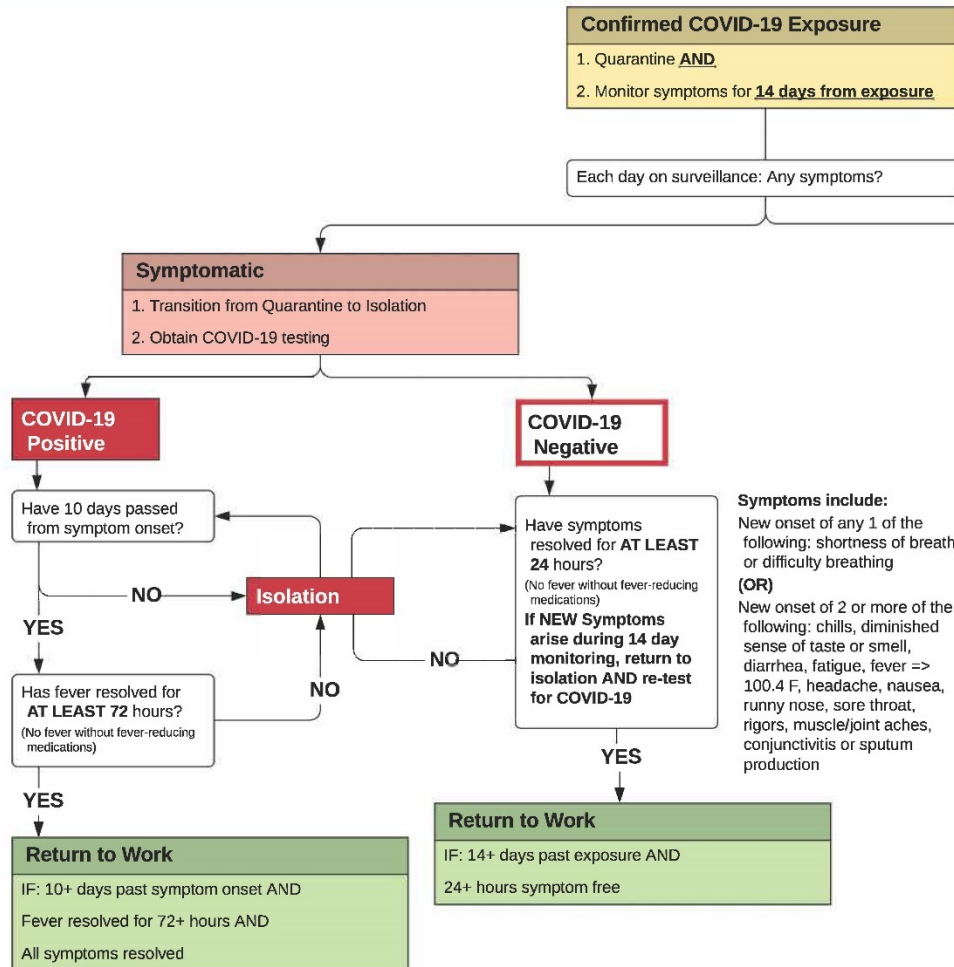 Confirmed COVID-19 Exposure
1. Quarantine AND
2. Monitor symptoms for 14 days from exposure
Each day on surveillance: Any symptoms?
Symptomatic
1. Transition from Quarantine to Isolation
2. Obtain COVID-19 testing
COVID-19
Positive
COVID-19
Negative
Have 10 days passed
from symptom onset?
NO
Isolation
YES
Has fever resolved for
AT LEAST 72 hours?
(No fever without fever-reducing
medications)
NO
YES
Return to Work
IF: 10+ days past symptom onset AND
Fever resolved for 72+ hours AND
All symptoms resolved
Have symptoms
resolved for AT LEAST
24 hours?
(No fever without fever-reducing
medications)
If NEW Symptoms
arise during 14 day
monitoring, return to
isolation AND re-test
for COVID-19
NO
YES
Return to Work
IF: 14+ days past exposure AND
24+ hours symptom free
Symptoms include:
New onset of any 1 of the
following: shortness of breath
or difficulty breathing
(OR)
New onset of 2 or more of the
following: chills, diminished
sense of taste or smell,
diarrhea, fatigue, fever =>
100.4 F, headache, nausea,
runny nose, sore throat,
rigors, muscle/joint aches,
conjunctivitis or sputum
production